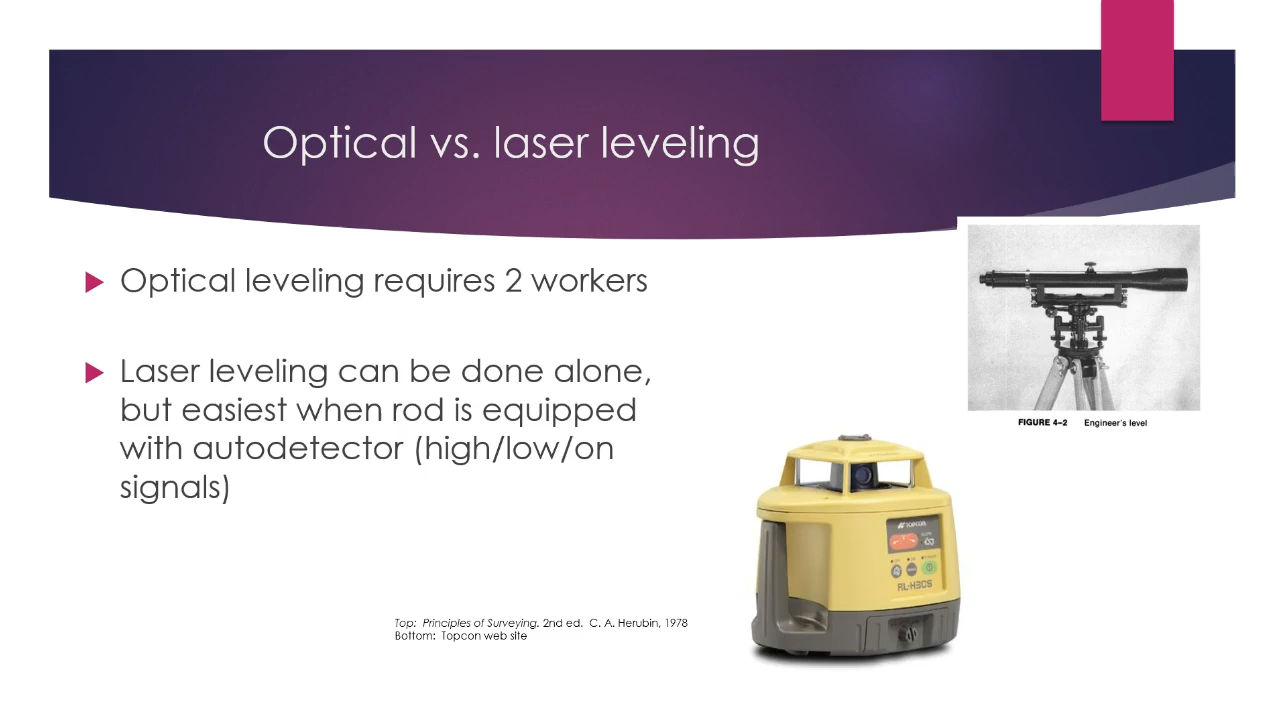 Optical vs. laser leveling
Optical leveling requires 2 workers
Laser leveling can be done alone,
but easiest when rod is equipped
with autodetector (high/low/on
signals)
FIGURE 4–2 Engineer's level
TOPCON
RL-H3CS
Top: Principles of Surveying. 2nd ed. C. A. Herubin, 1978
Bottom: Topcon web site